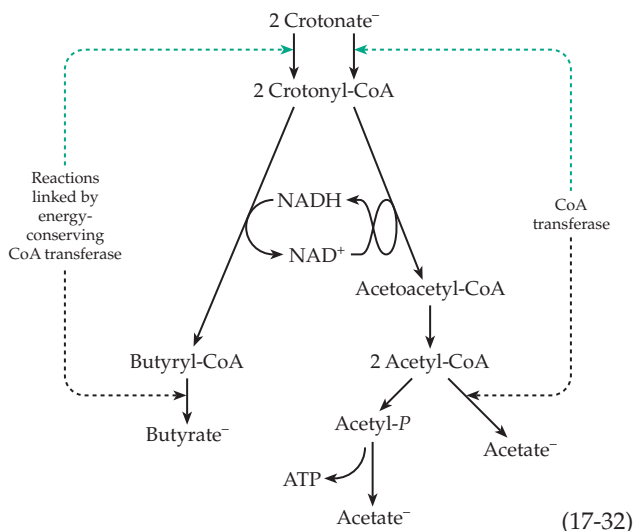 2 Crotonate⁻
2 Crotonyl-CoA
Reactions
linked by
energy-
conserving
CoA transferase
NADH
NAD⁺
CoA
transferase
Acetoacetyl-CoA
Butyryl-CoA
2 Acetyl-CoA
Butyrate⁻
Acetyl-P
Acetate⁻
ATP
Acetate⁻
(17-32)